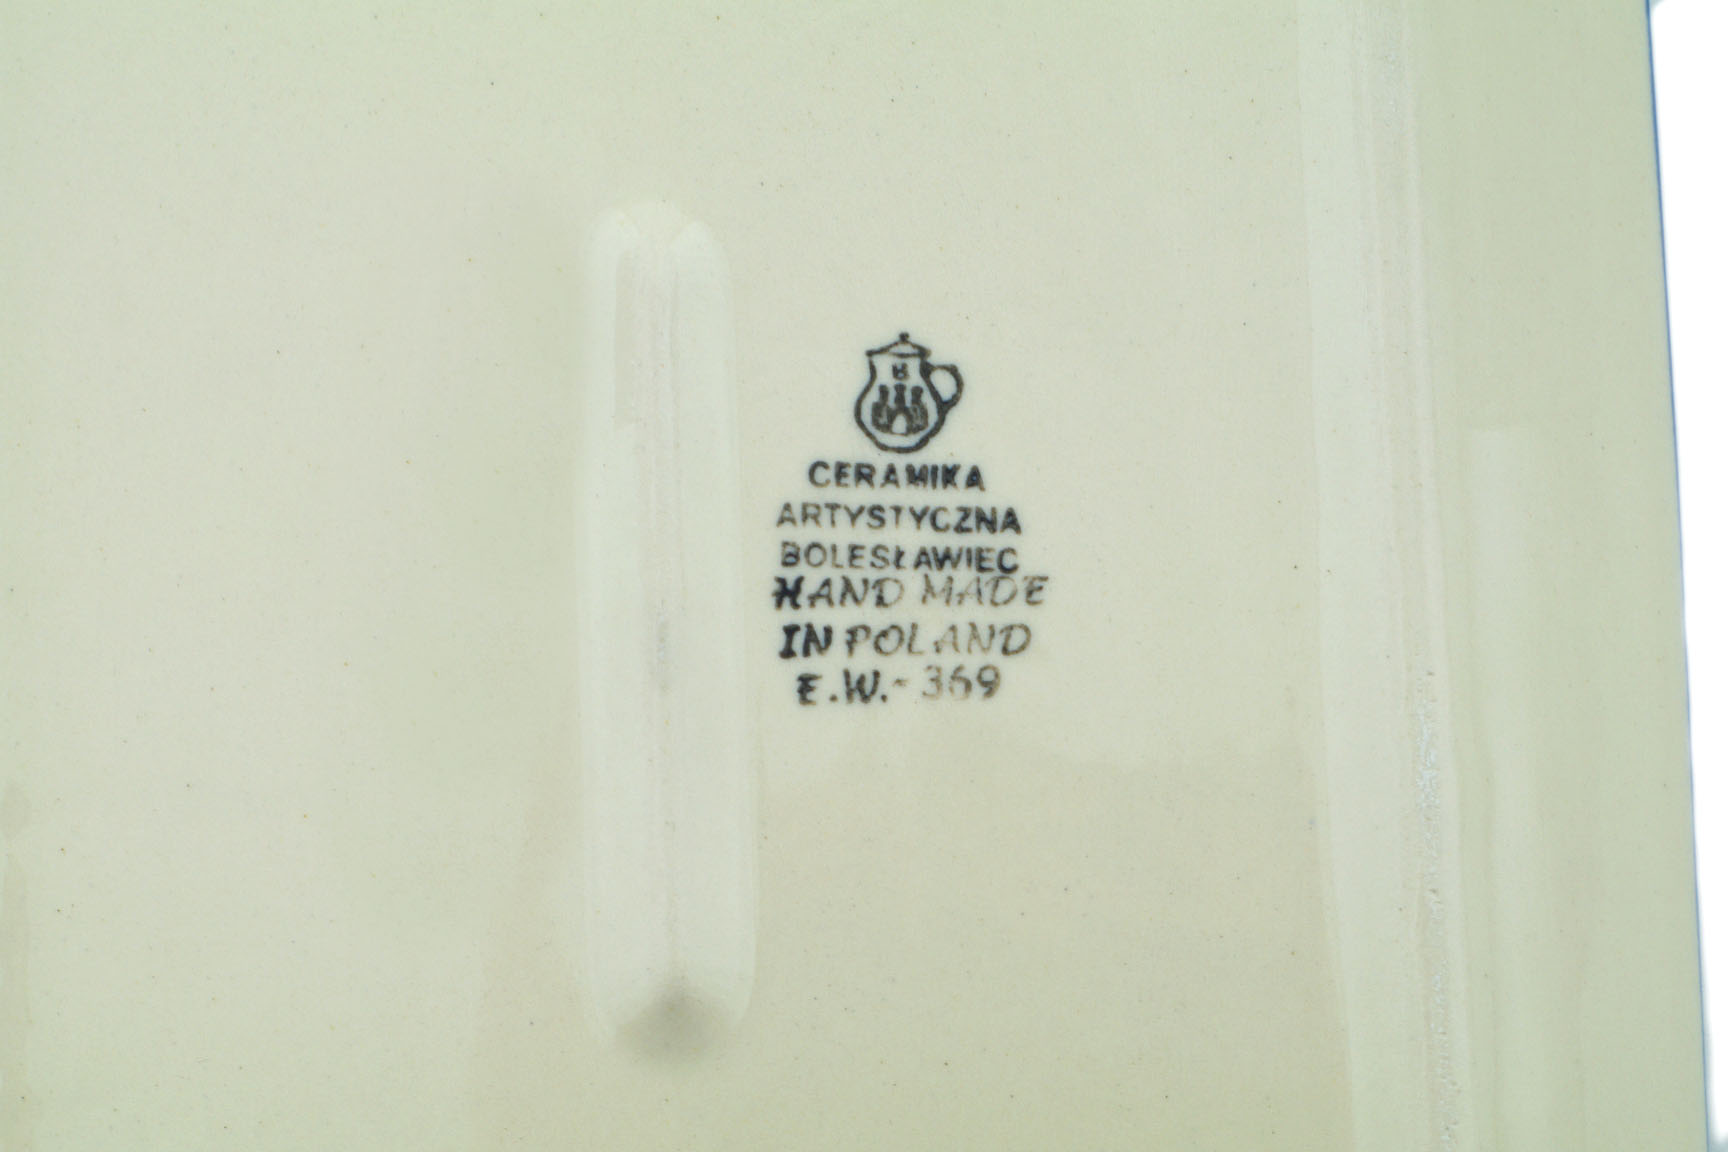 B
CERAMIKA
ARTYSTYCZNA
BOLESŁAWIEC
HAND MADE
IN POLAND
E.W.-369